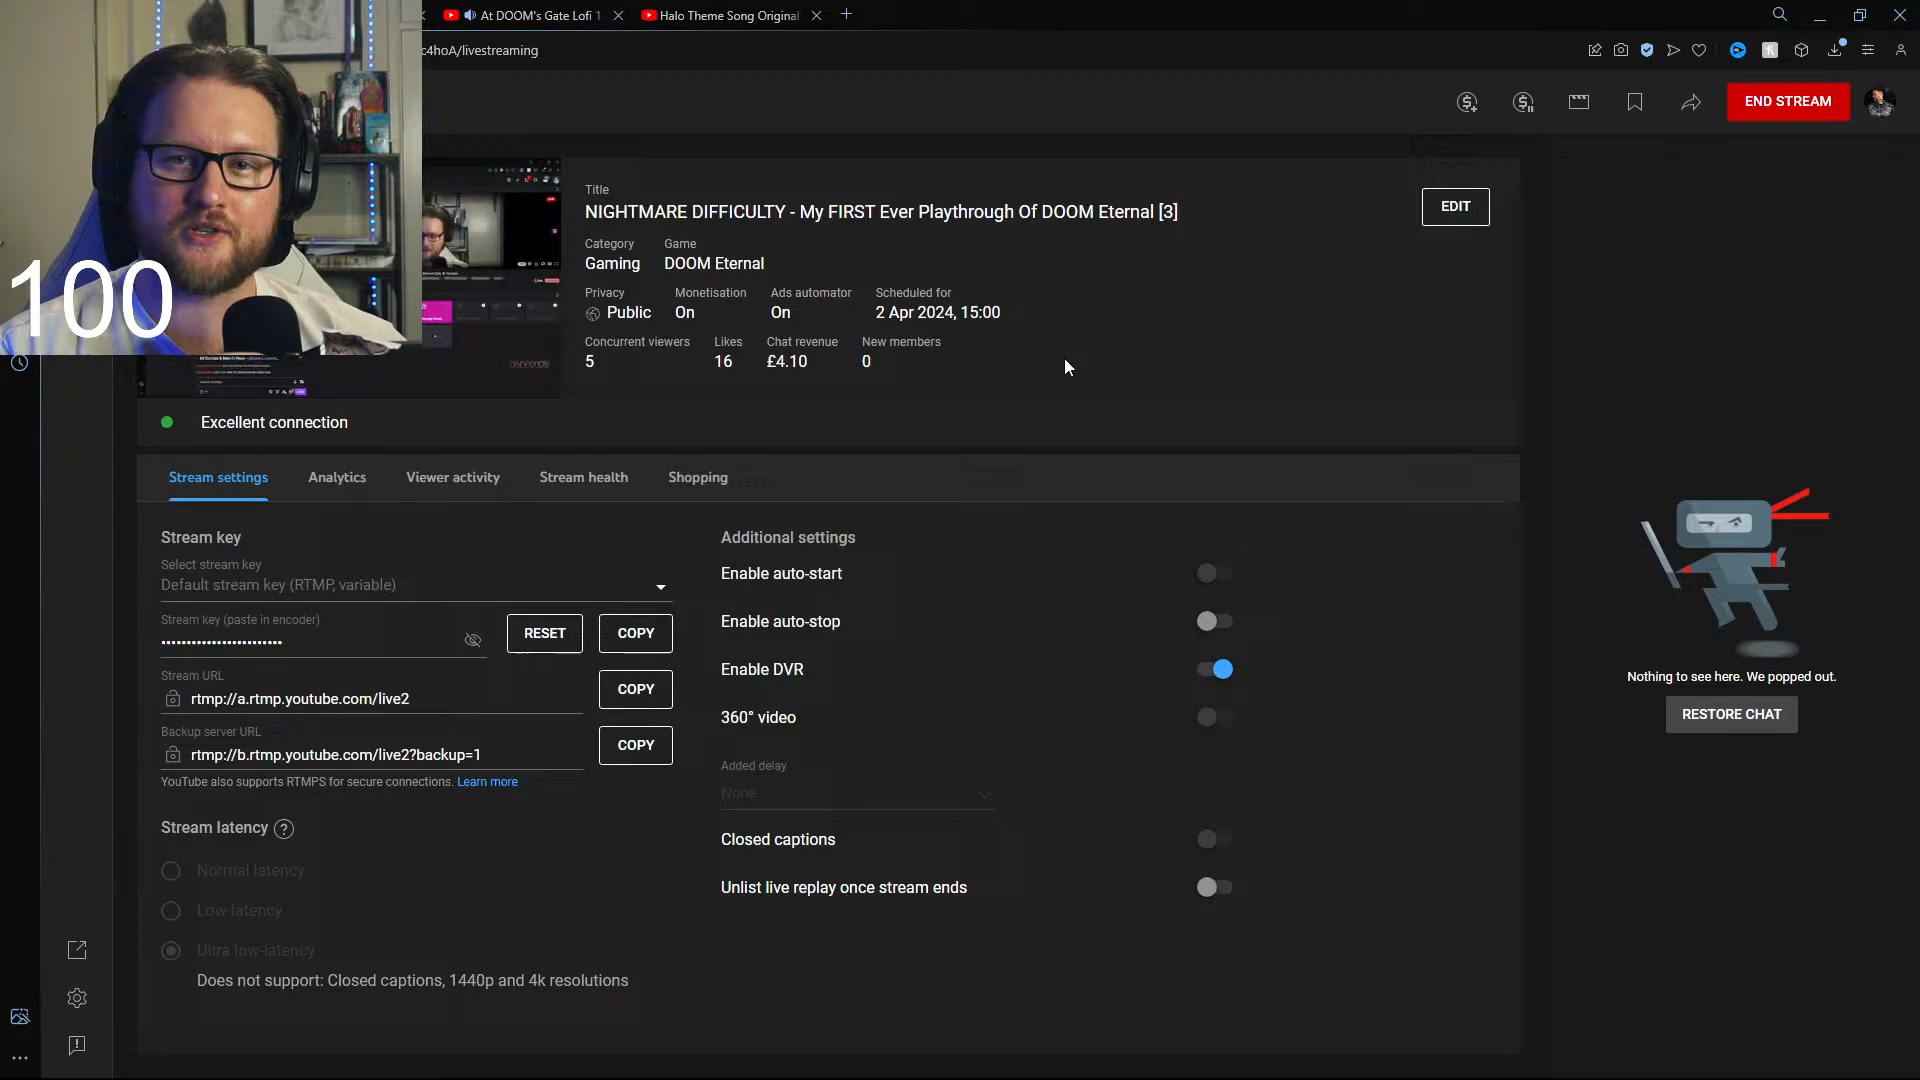 At DOOM's Gate Lofi 1
Halo Theme Song Original
c4hoA/livestreaming
END STREAM
100
Title
NIGHTMARE DIFFICULTY - My FIRST Ever Playthrough Of DOOM Eternal [3]
EDIT
Category Game
Gaming DOOM Eternal
Privacy Monetisation Ads automator Scheduled for
Public On On 2 Apr 2024, 15:00
Concurrent viewers Likes Chat revenue New members
5 16 £4.10 0
Excellent connection
Stream settings Analytics Viewer activity Stream health Shopping
Stream key
Select stream key
Default stream key (RTMP, variable)
Stream key (paste in encoder)
•••••••••••••••••••••••• RESET COPY
Stream URL
rtmp://a.rtmp.youtube.com/live2 COPY
Backup server URL
rtmp://b.rtmp.youtube.com/live2?backup=1 COPY
YouTube also supports RTMPS for secure connections. Learn more
Stream latency ?
Normal latency
Low-latency
Ultra low-latency
Does not support: Closed captions, 1440p and 4k resolutions
Additional settings
Enable auto-start
Enable auto-stop
Enable DVR
360° video
Added delay
None
Closed captions
Unlist live replay once stream ends
Nothing to see here. We popped out.
RESTORE CHAT